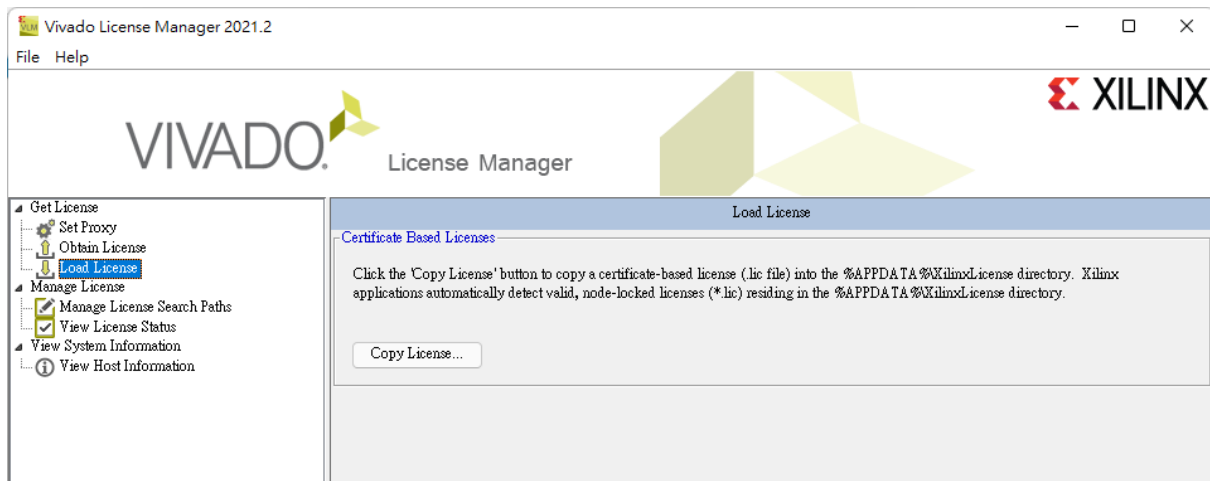 VLM Vivado License Manager 2021.2
File Help
XILINX
VIVADO. License Manager
Get License
Set Proxy
Obtain License
Load License
Manage License
Manage License Search Paths
View License Status
View System Information
View Host Information
Load License
Certificate Based Licenses
Click the 'Copy License' button to copy a certificate-based license (.lic file) into the %APPDATA%\XilinxLicense directory. Xilinx
applications automatically detect valid, node-locked licenses (*.lic) residing in the %APPDATA%\XilinxLicense directory.
Copy License...